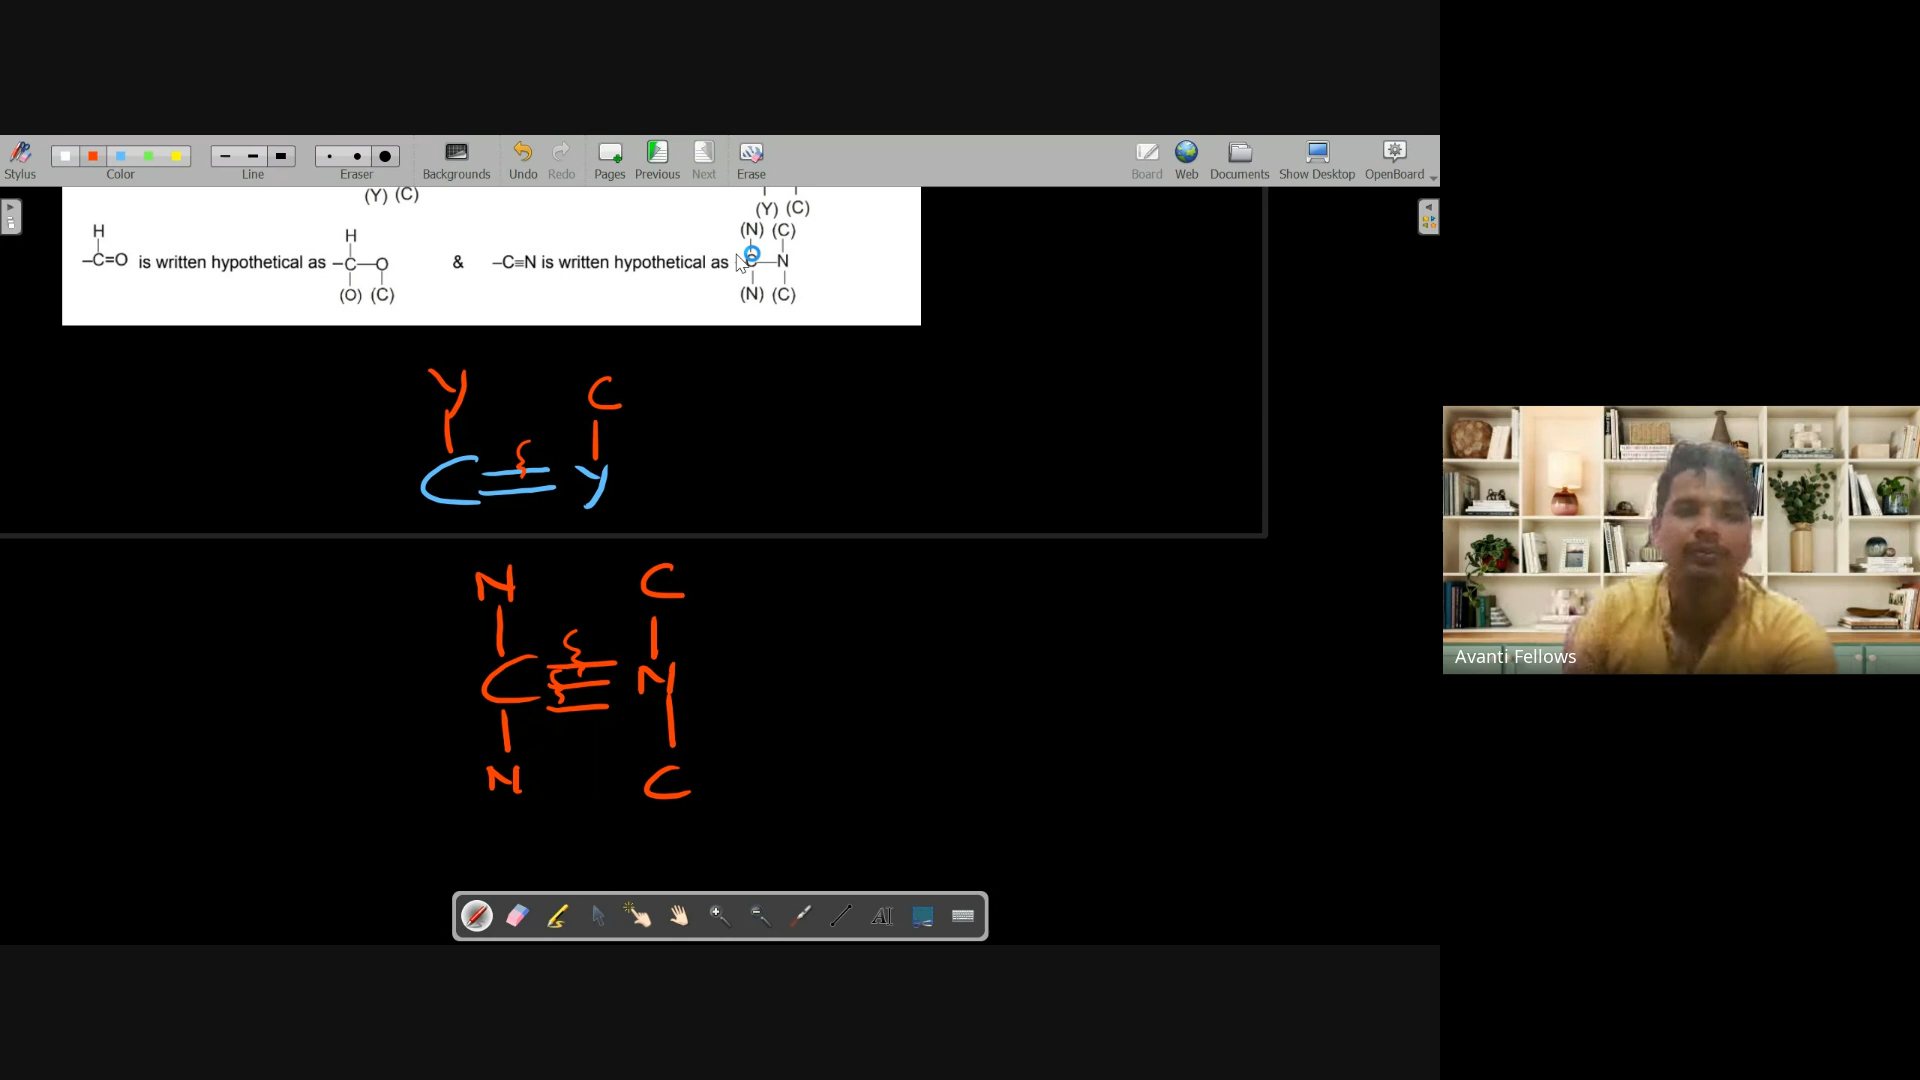 Stylus Color Line Eraser Backgrounds Undo Redo Pages Previous Next Erase Board Web Documents Show Desktop OpenBoard
(Y) (C)
(Y) (C)
H
–C=O is written hypothetical as
H
–C—O
(O) (C)
& –C≡N is written hypothetical as
(N) (C)
C—N
(N) (C)
Y C
C=Y
N C
C≡N
N C
AI
Avanti Fellows